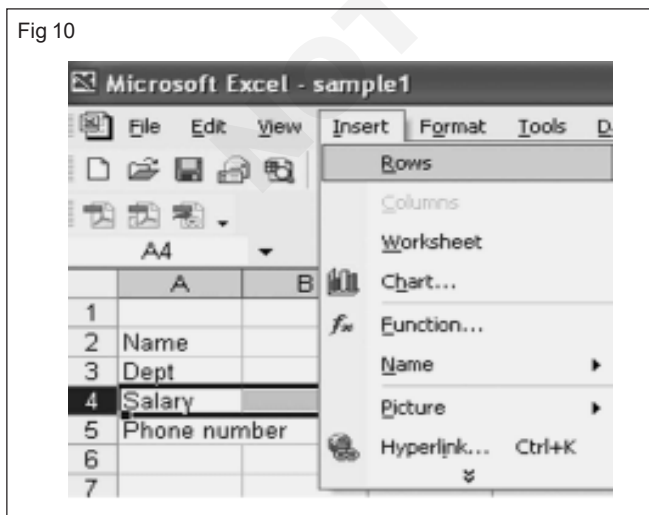 Fig 10
Microsoft Excel - sample1
File Edit View Insert Format Tools D
Rows
Columns
A4
Worksheet
A B
Chart...
1
Function...
2 Name
Name
3 Dept
4 Salary
Picture
5 Phone number
Hyperlink... Ctrl+K
6
7